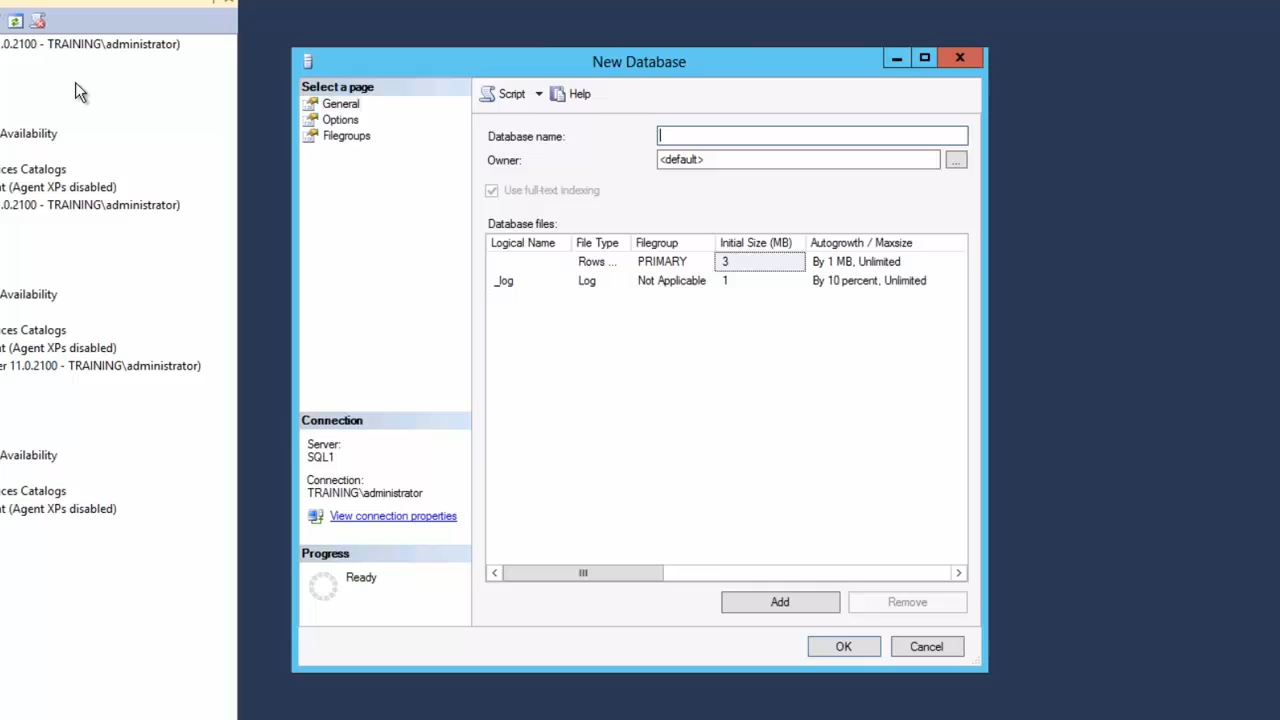 .0.2100 - TRAINING\administrator)
Availability
ces Catalogs
t (Agent XPs disabled)
.0.2100 - TRAINING\administrator)
Availability
ces Catalogs
t (Agent XPs disabled)
er 11.0.2100 - TRAINING\administrator)
Availability
ces Catalogs
t (Agent XPs disabled)
New Database
Select a page
General
Options
Filegroups
Connection
Server:
SQL1
Connection:
TRAINING\administrator
View connection properties
Progress
Ready
Script Help
Database name:
Owner: <default> ...
Use full-text indexing
Database files:
Logical Name File Type Filegroup Initial Size (MB) Autogrowth / Maxsize
Rows ... PRIMARY 3 By 1 MB, Unlimited
_log Log Not Applicable 1 By 10 percent, Unlimited
Add Remove
OK Cancel